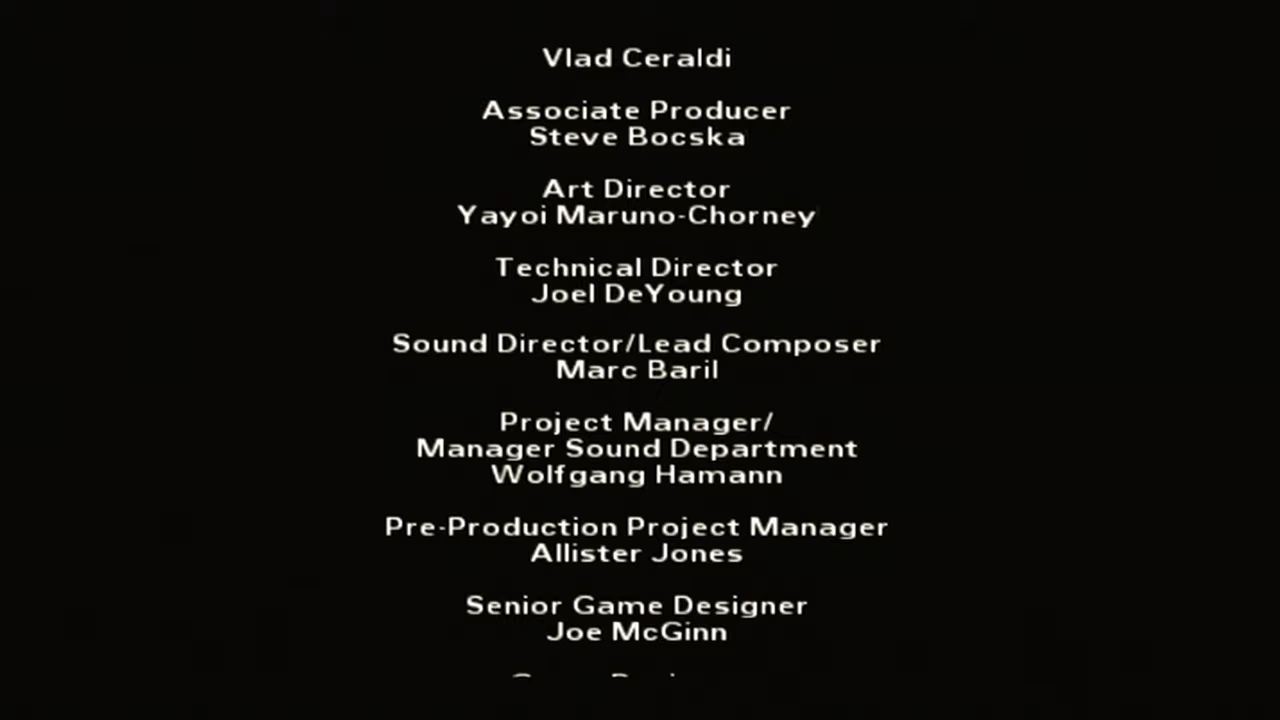 Vlad Ceraldi
Associate Producer
Steve Bocska
Art Director
Yayoi Maruno-Chorney
Technical Director
Joel DeYoung
Sound Director/Lead Composer
Marc Baril
Project Manager/
Manager Sound Department
Wolfgang Hamann
Pre-Production Project Manager
Allister Jones
Senior Game Designer
Joe McGinn